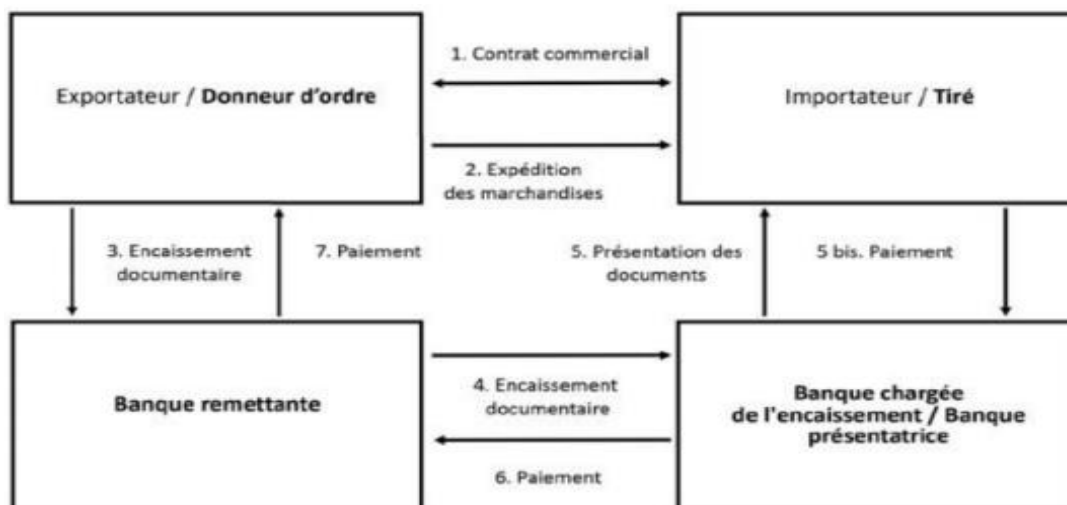 1. Contrat commercial
Exportateur / Donneur d'ordre
Importateur / Tiré
2. Expédition
des marchandises
3. Encaissement
documentaire
7. Paiement
5. Présentation des
documents
5 bis. Paiement
Banque remettante
4. Encaissement
documentaire
Banque chargée
de l'encaissement / Banque
présentatrice
6. Paiement